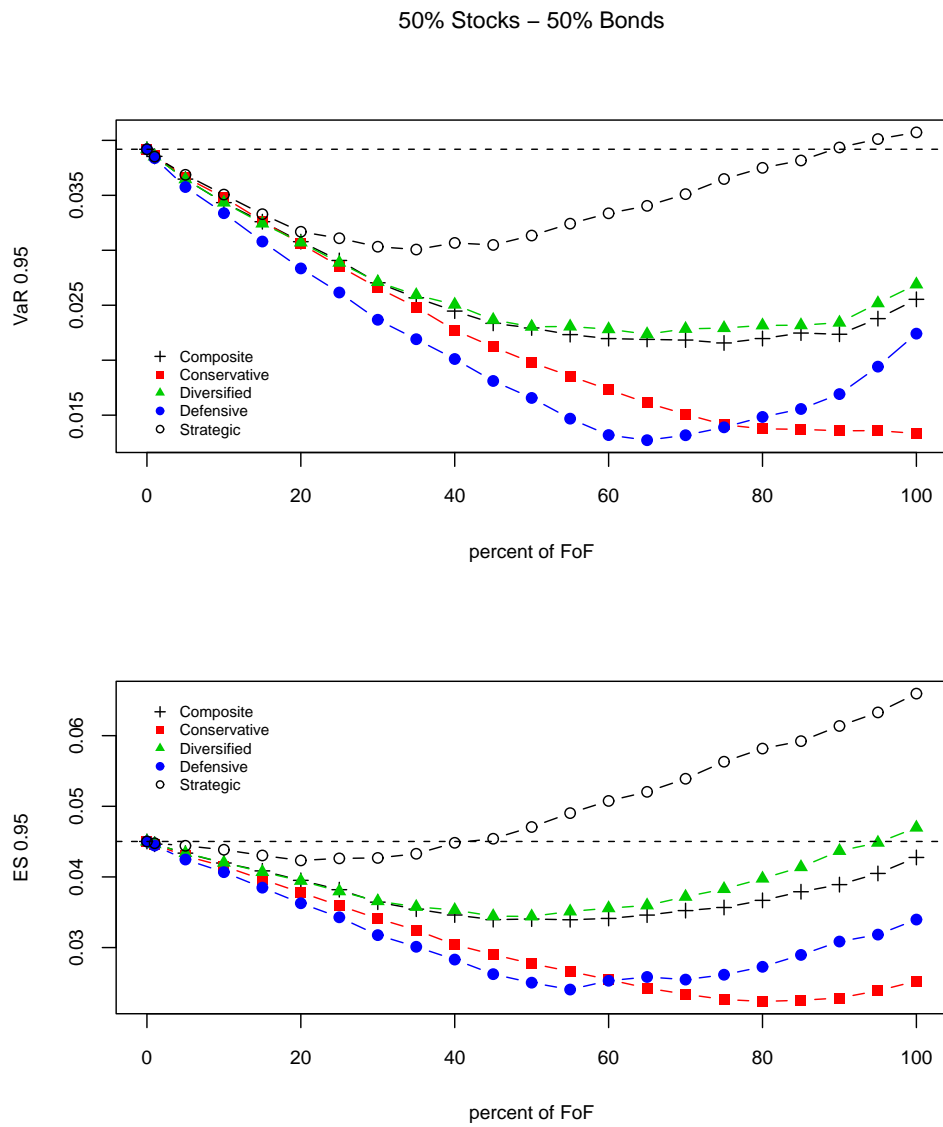 50% Stocks − 50% Bonds
VaR 0.95
0.035
0.025
0.015
Composite
Conservative
Diversified
Defensive
Strategic
0 20 40 60 80 100
percent of FoF
ES 0.95
0.06
0.05
0.04
0.03
Composite
Conservative
Diversified
Defensive
Strategic
0 20 40 60 80 100
percent of FoF